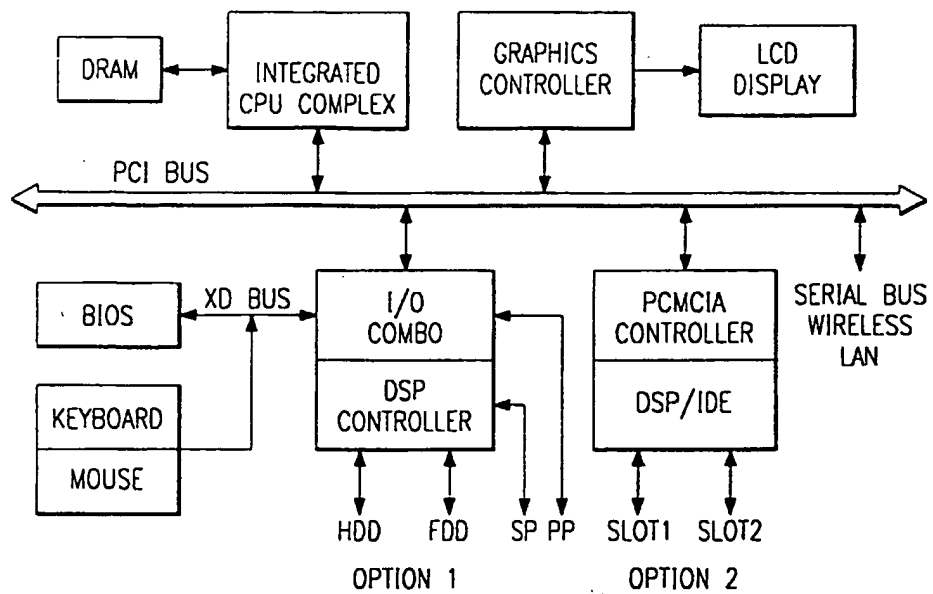 DRAM
INTEGRATED
CPU COMPLEX
GRAPHICS
CONTROLLER
LCD
DISPLAY
PCI BUS
BIOS
XD BUS
I/O
COMBO
PCMCIA
CONTROLLER
SERIAL BUS
WIRELESS
LAN
KEYBOARD
MOUSE
DSP
CONTROLLER
DSP/IDE
HDD
FDD
SP
PP
SLOT1
SLOT2
OPTION 1
OPTION 2